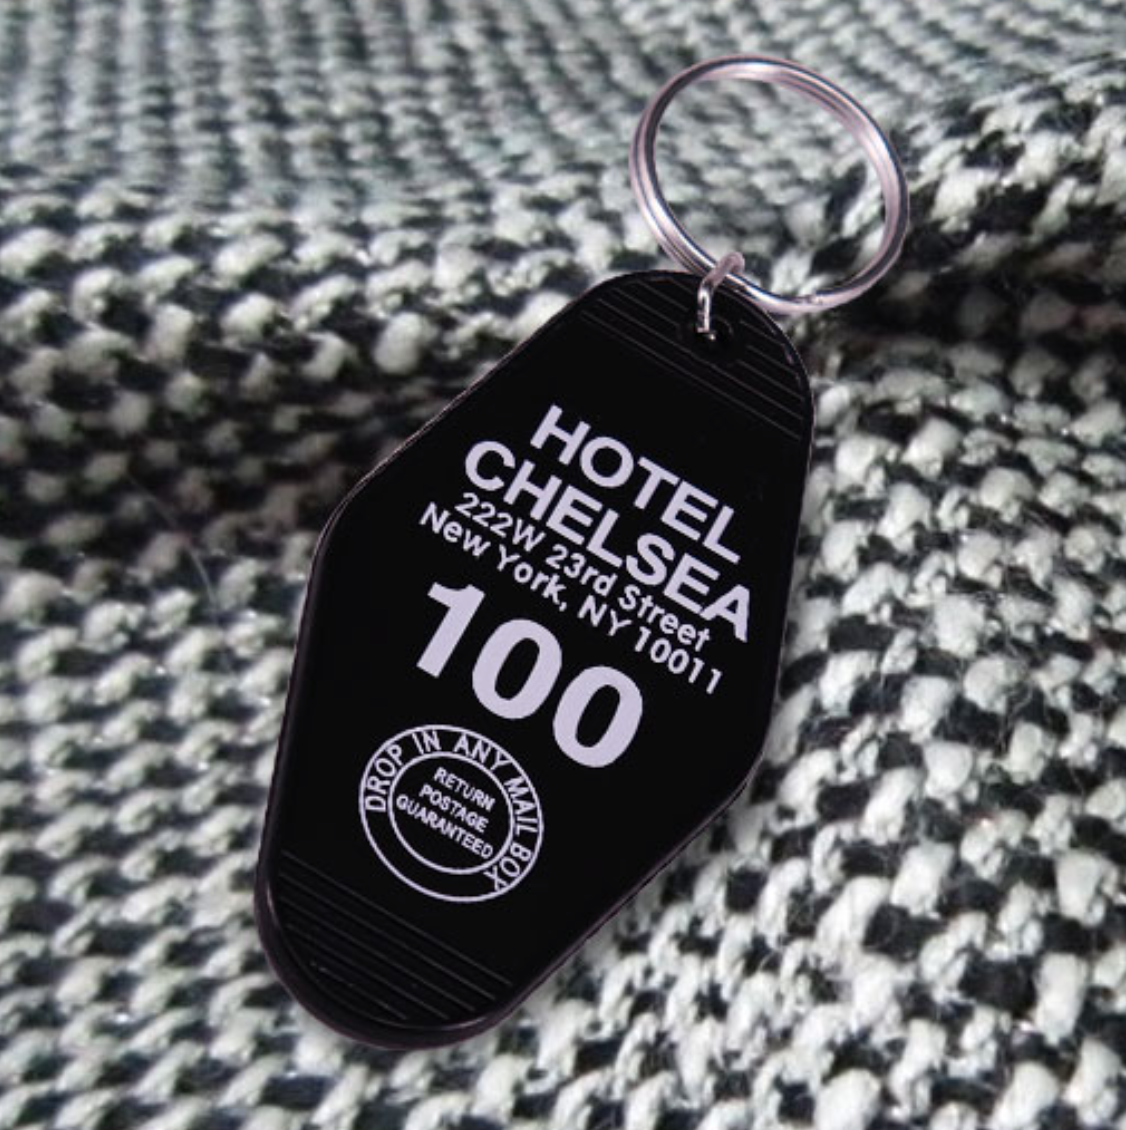 HOTEL
CHELSEA
222W 23rd Street
New York, NY 10011
100
DROP IN ANY MAIL BOX
RETURN
POSTAGE
GUARANTEED